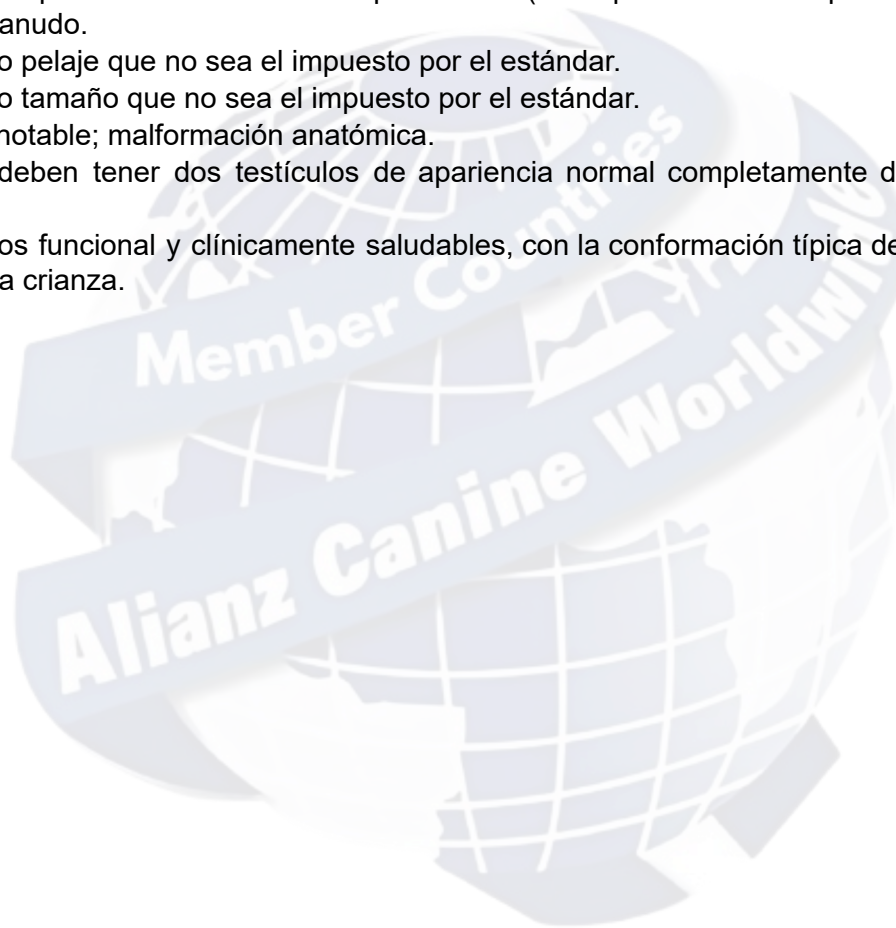 anudo.
o pelaje que no sea el impuesto por el estándar.
o tamaño que no sea el impuesto por el estándar.
notable; malformación anatómica.
deben tener dos testículos de apariencia normal completamente d
os funcional y clínicamente saludables, con la conformación típica de
a crianza.
Member Countries
Alianz Canine Worldwide